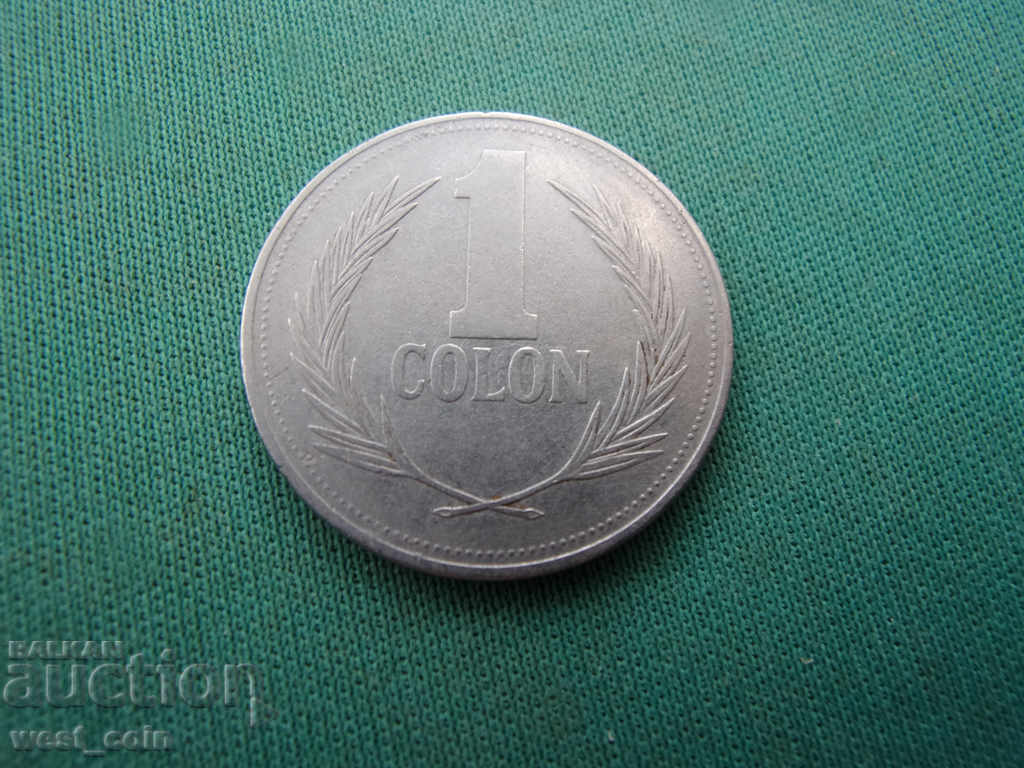 1
COLON
BALKAN
auction
west_coin